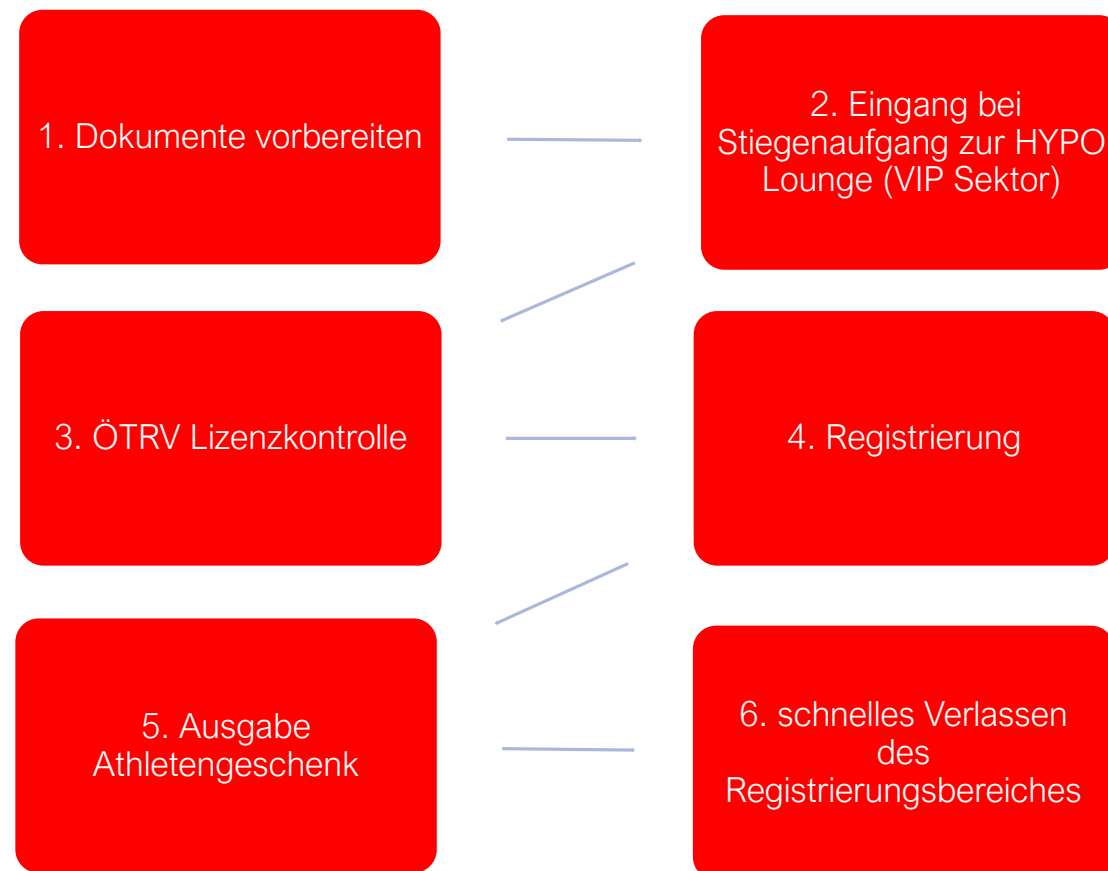 1. Dokumente vorbereiten
2. Eingang bei
Stiegenaufgang zur HYPO
Lounge (VIP Sektor)
3. ÖTRV Lizenzkontrolle
4. Registrierung
5. Ausgabe
Athletengeschenk
6. schnelles Verlassen
des
Registrierungsbereiches